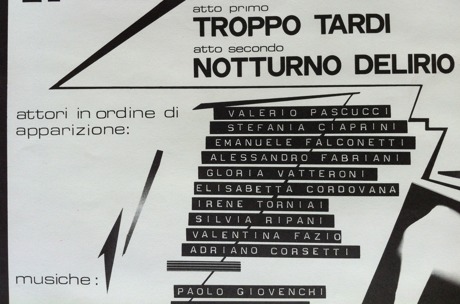 atto primo
TROPPO TARDI
atto secondo
NOTTURNO DELIRIO
attori in ordine di
apparizione:
VALERIO PASCUCCI
STEFANIA CIAPRINI
EMANUELE FALCONETTI
ALESSANDRO FABRIANI
GLORIA VATTERONI
ELISABETTA CORDOVANA
IRENE TORNIAI
SILVIA RIPANI
VALENTINA FAZIO
ADRIANO CORSETTI
musiche:
PAOLO GIOVENCHI